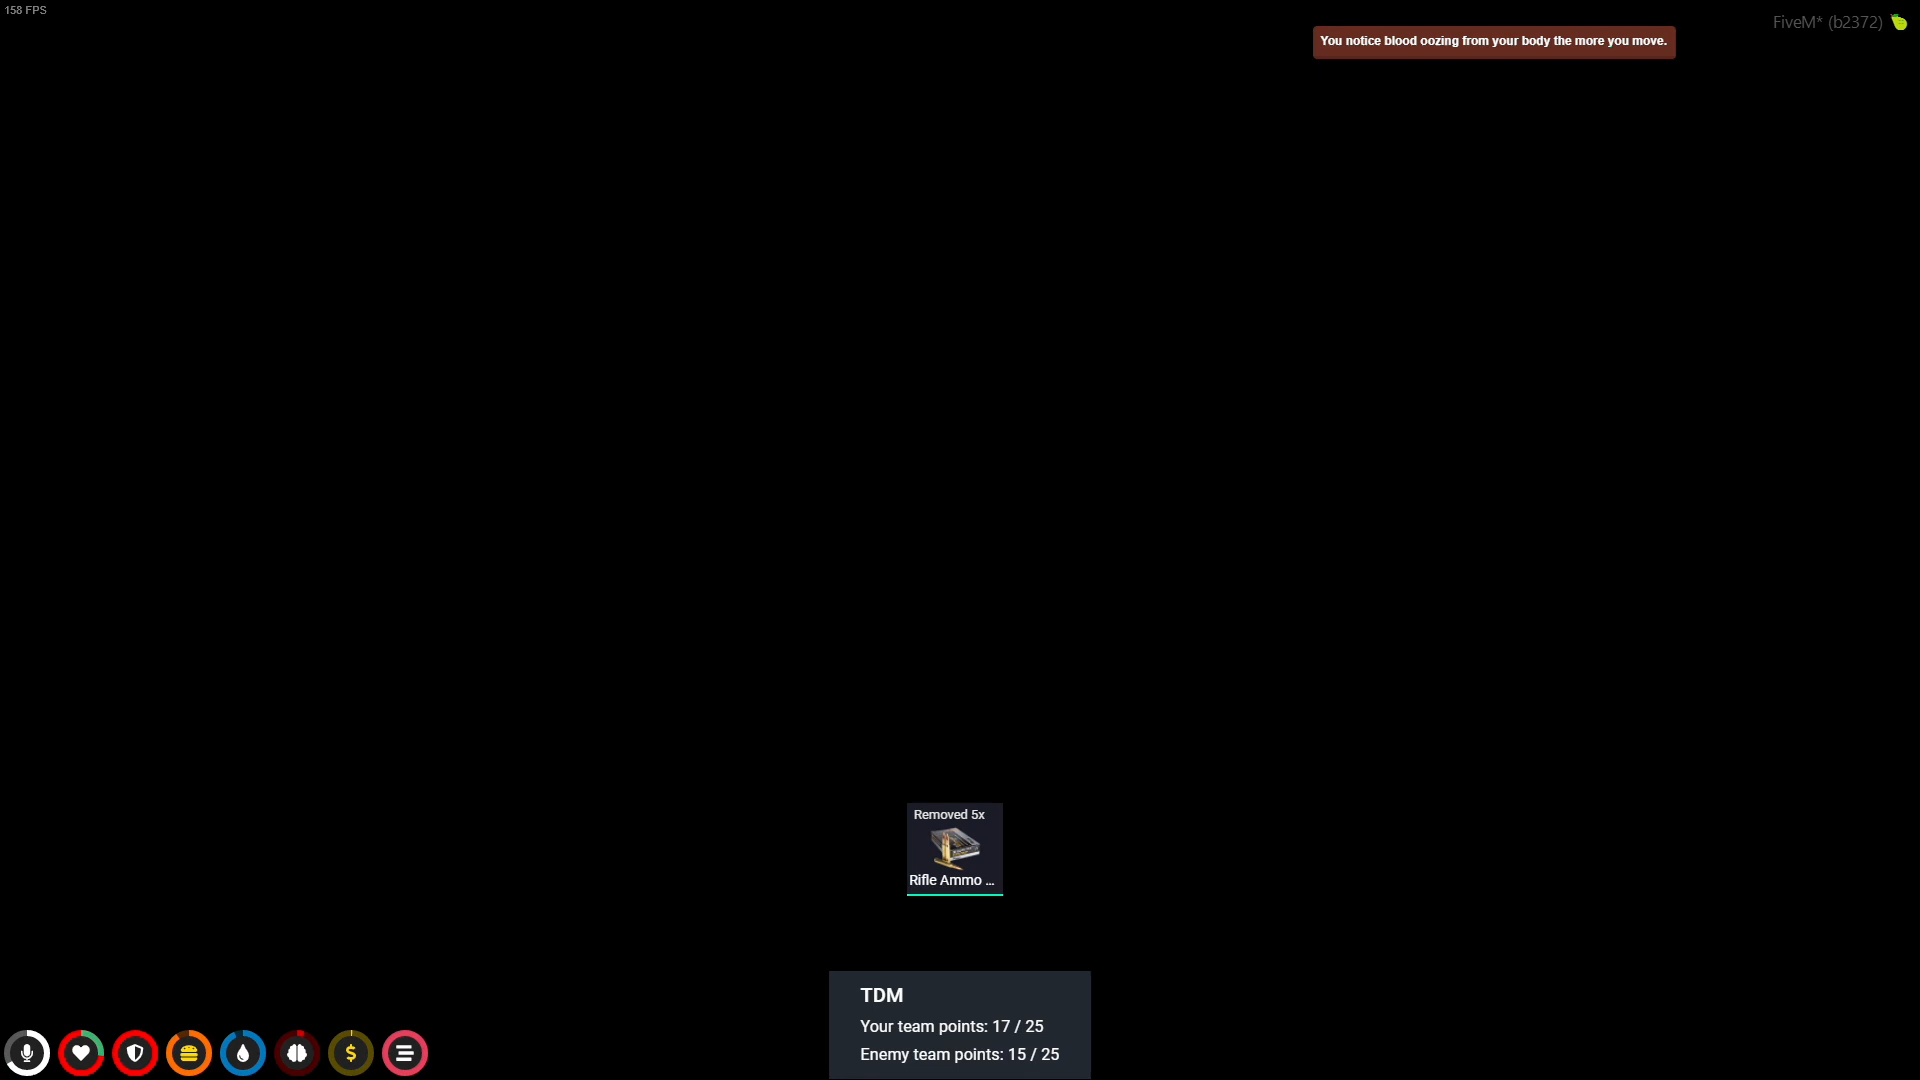 158 FPS
FiveM* (b2372)
You notice blood oozing from your body the more you move.
Removed 5x
Rifle Ammo ...
TDM
Your team points: 17 / 25
Enemy team points: 15 / 25